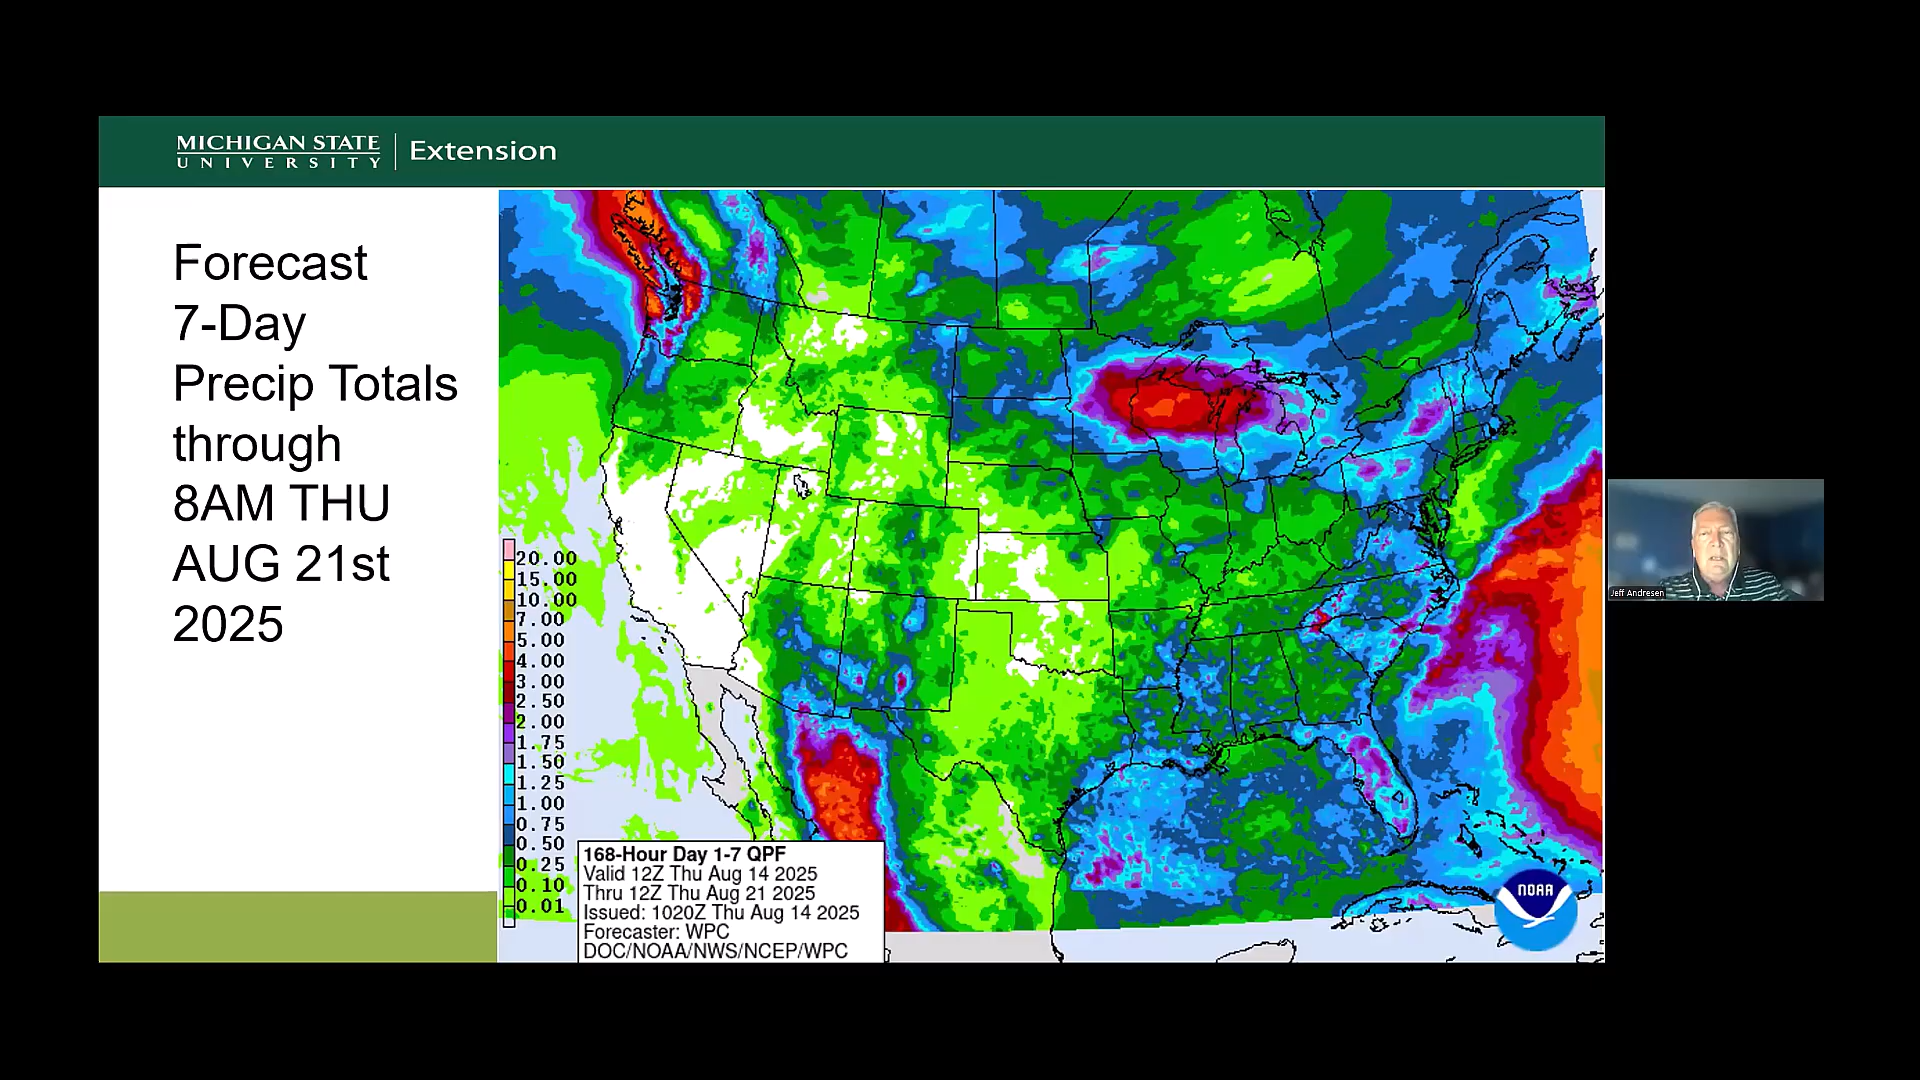 MICHIGAN STATE
UNIVERSITY
Extension
Forecast
7-Day
Precip Totals
through
8AM THU
AUG 21st
2025
20.00
15.00
10.00
7.00
5.00
4.00
3.00
2.50
2.00
1.75
1.50
1.25
1.00
0.75
0.50
0.25
0.10
0.01
168-Hour Day 1-7 QPF
Valid 12Z Thu Aug 14 2025
Thru 12Z Thu Aug 21 2025
Issued: 1020Z Thu Aug 14 2025
Forecaster: WPC
DOC/NOAA/NWS/NCEP/WPC
NOAA
Jeff Andresen